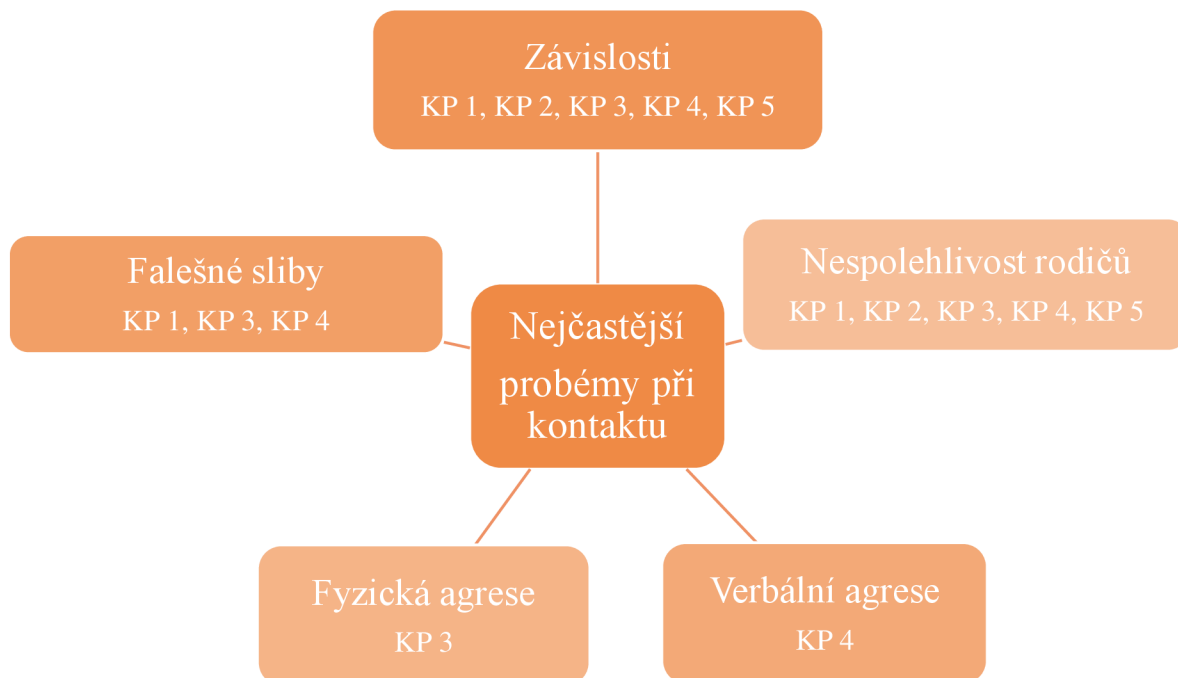 Závislosti
KP 1, KP 2, KP 3, KP 4, KP 5
Falešné sliby
KP 1, KP 3, KP 4
Nespolehlivost rodičů
KP 1, KP 2, KP 3, KP 4, KP 5
Nejčastější
probémy při
kontaktu
Fyzická agrese
KP 3
Verbální agrese
KP 4